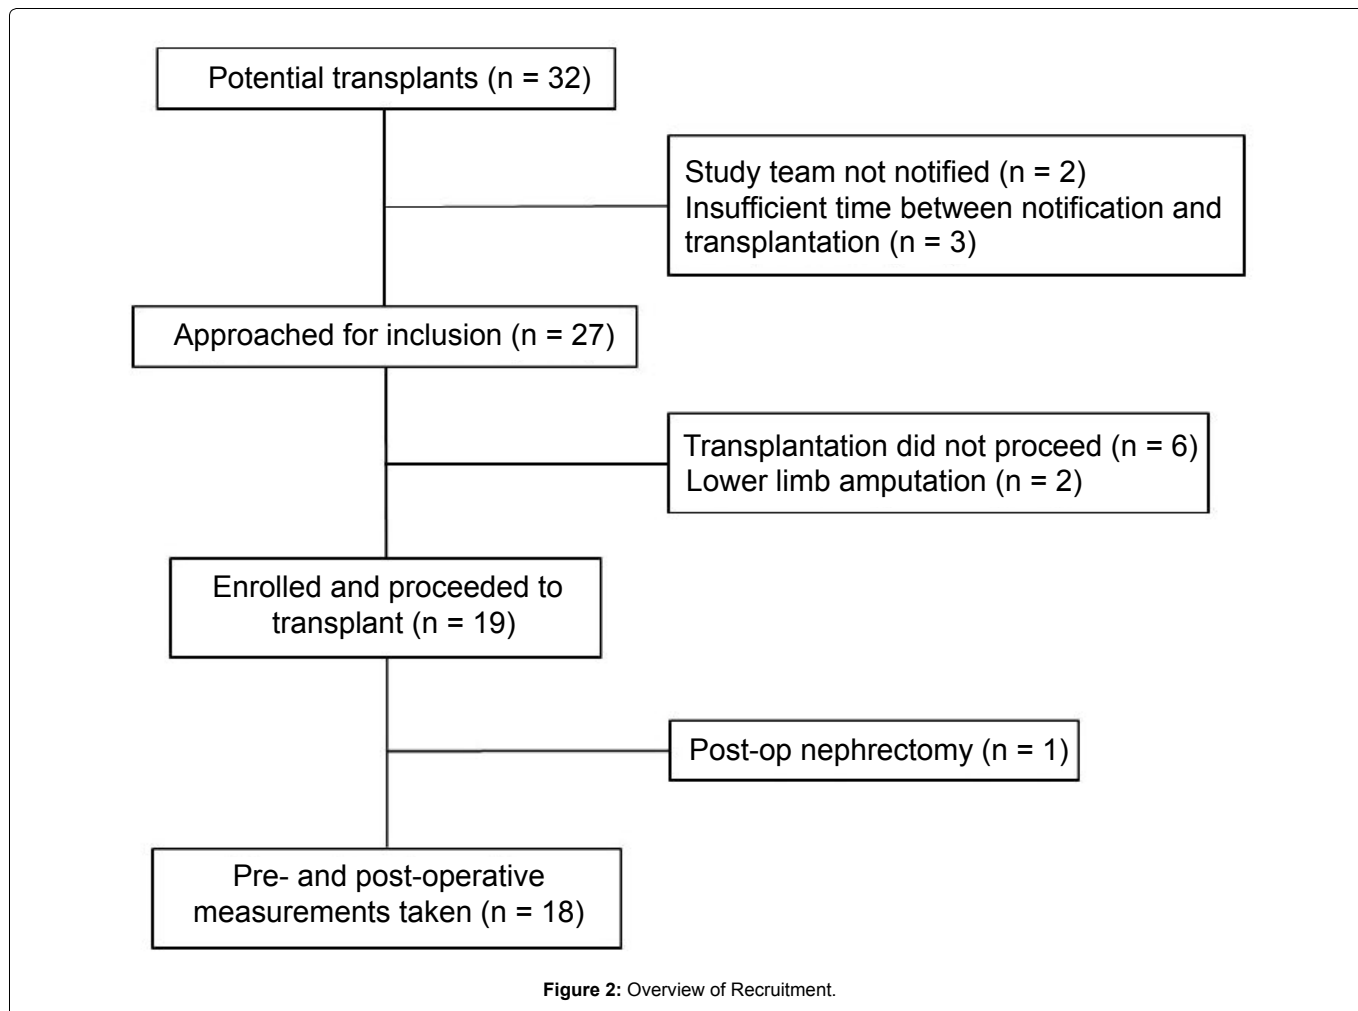 Potential transplants (n = 32)
Study team not notified (n = 2)
Insufficient time between notification and
transplantation (n = 3)
Approached for inclusion (n = 27)
Transplantation did not proceed (n = 6)
Lower limb amputation (n = 2)
Enrolled and proceeded to
transplant (n = 19)
Post-op nephrectomy (n = 1)
Pre- and post-operative
measurements taken (n = 18)
Figure 2: Overview of Recruitment.